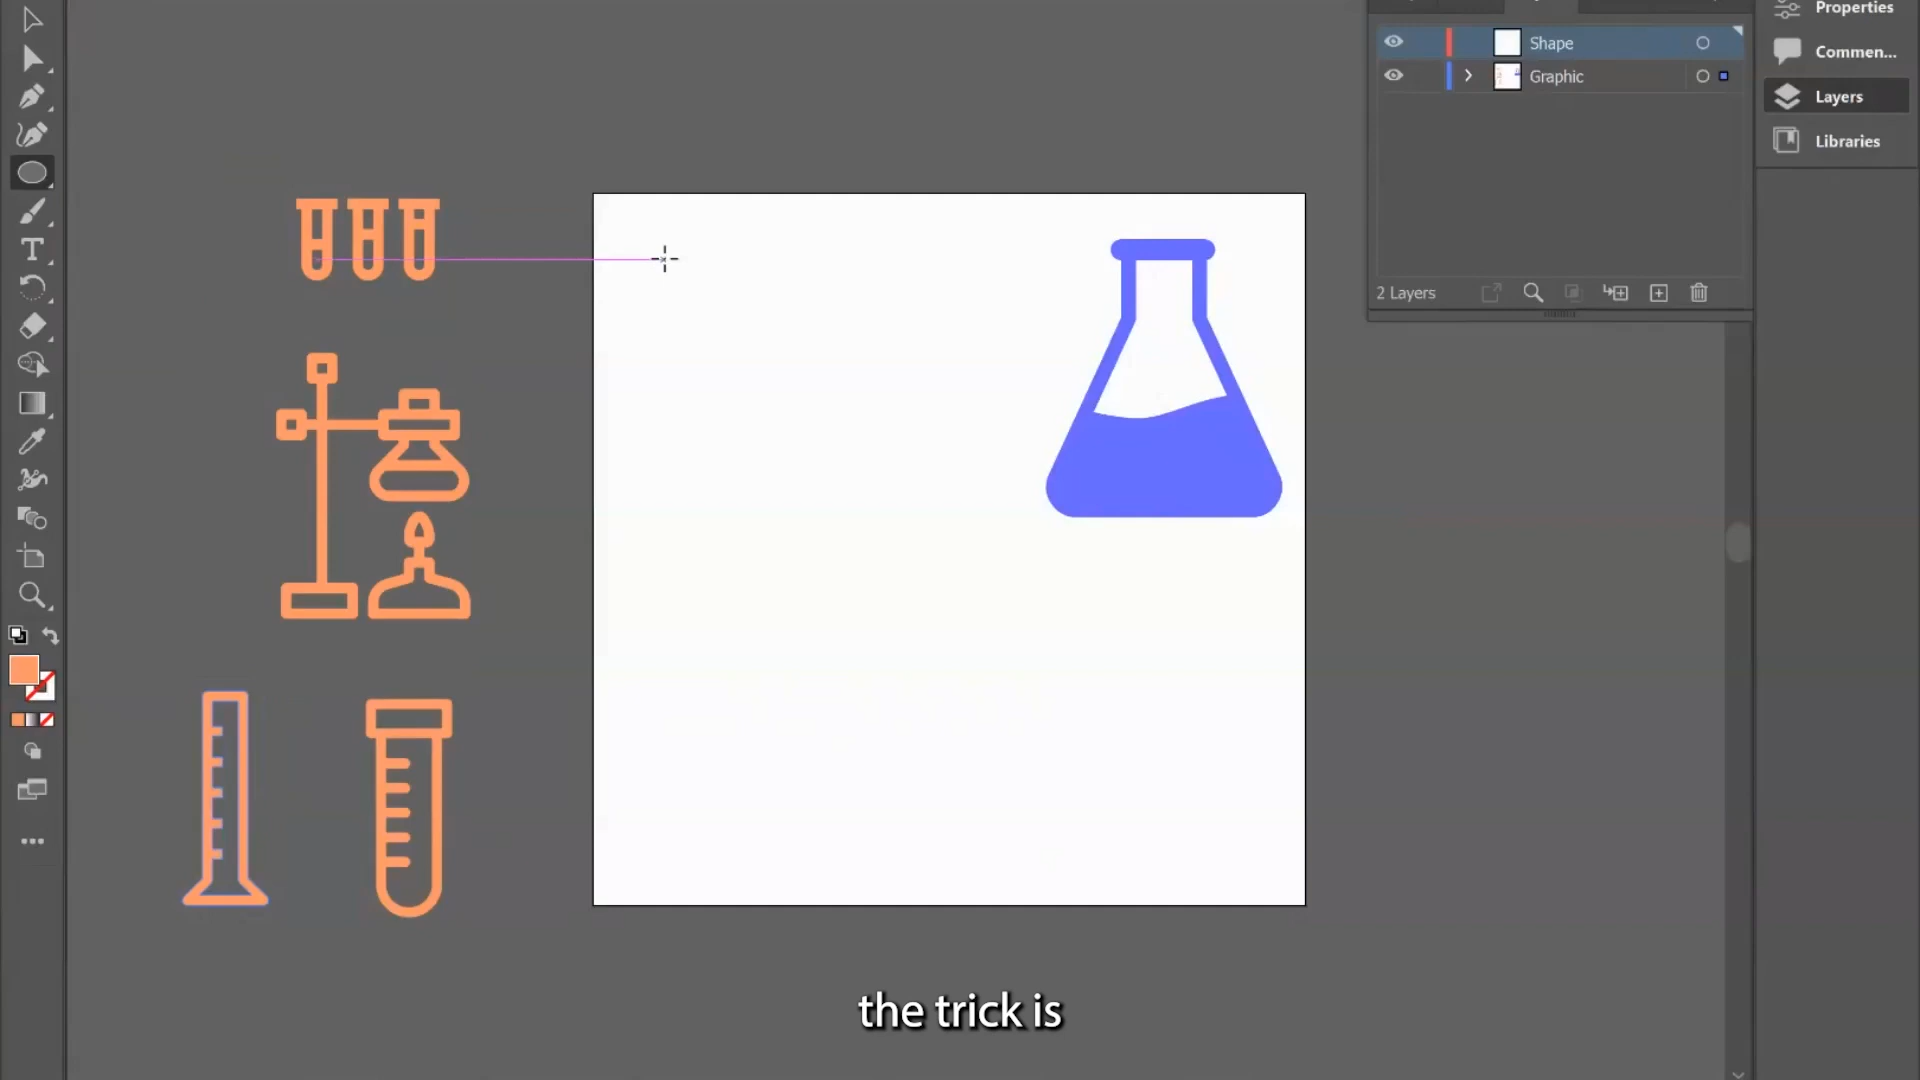 Properties
Shape
Commen...
Graphic
Layers
Libraries
2 Layers
the trick is